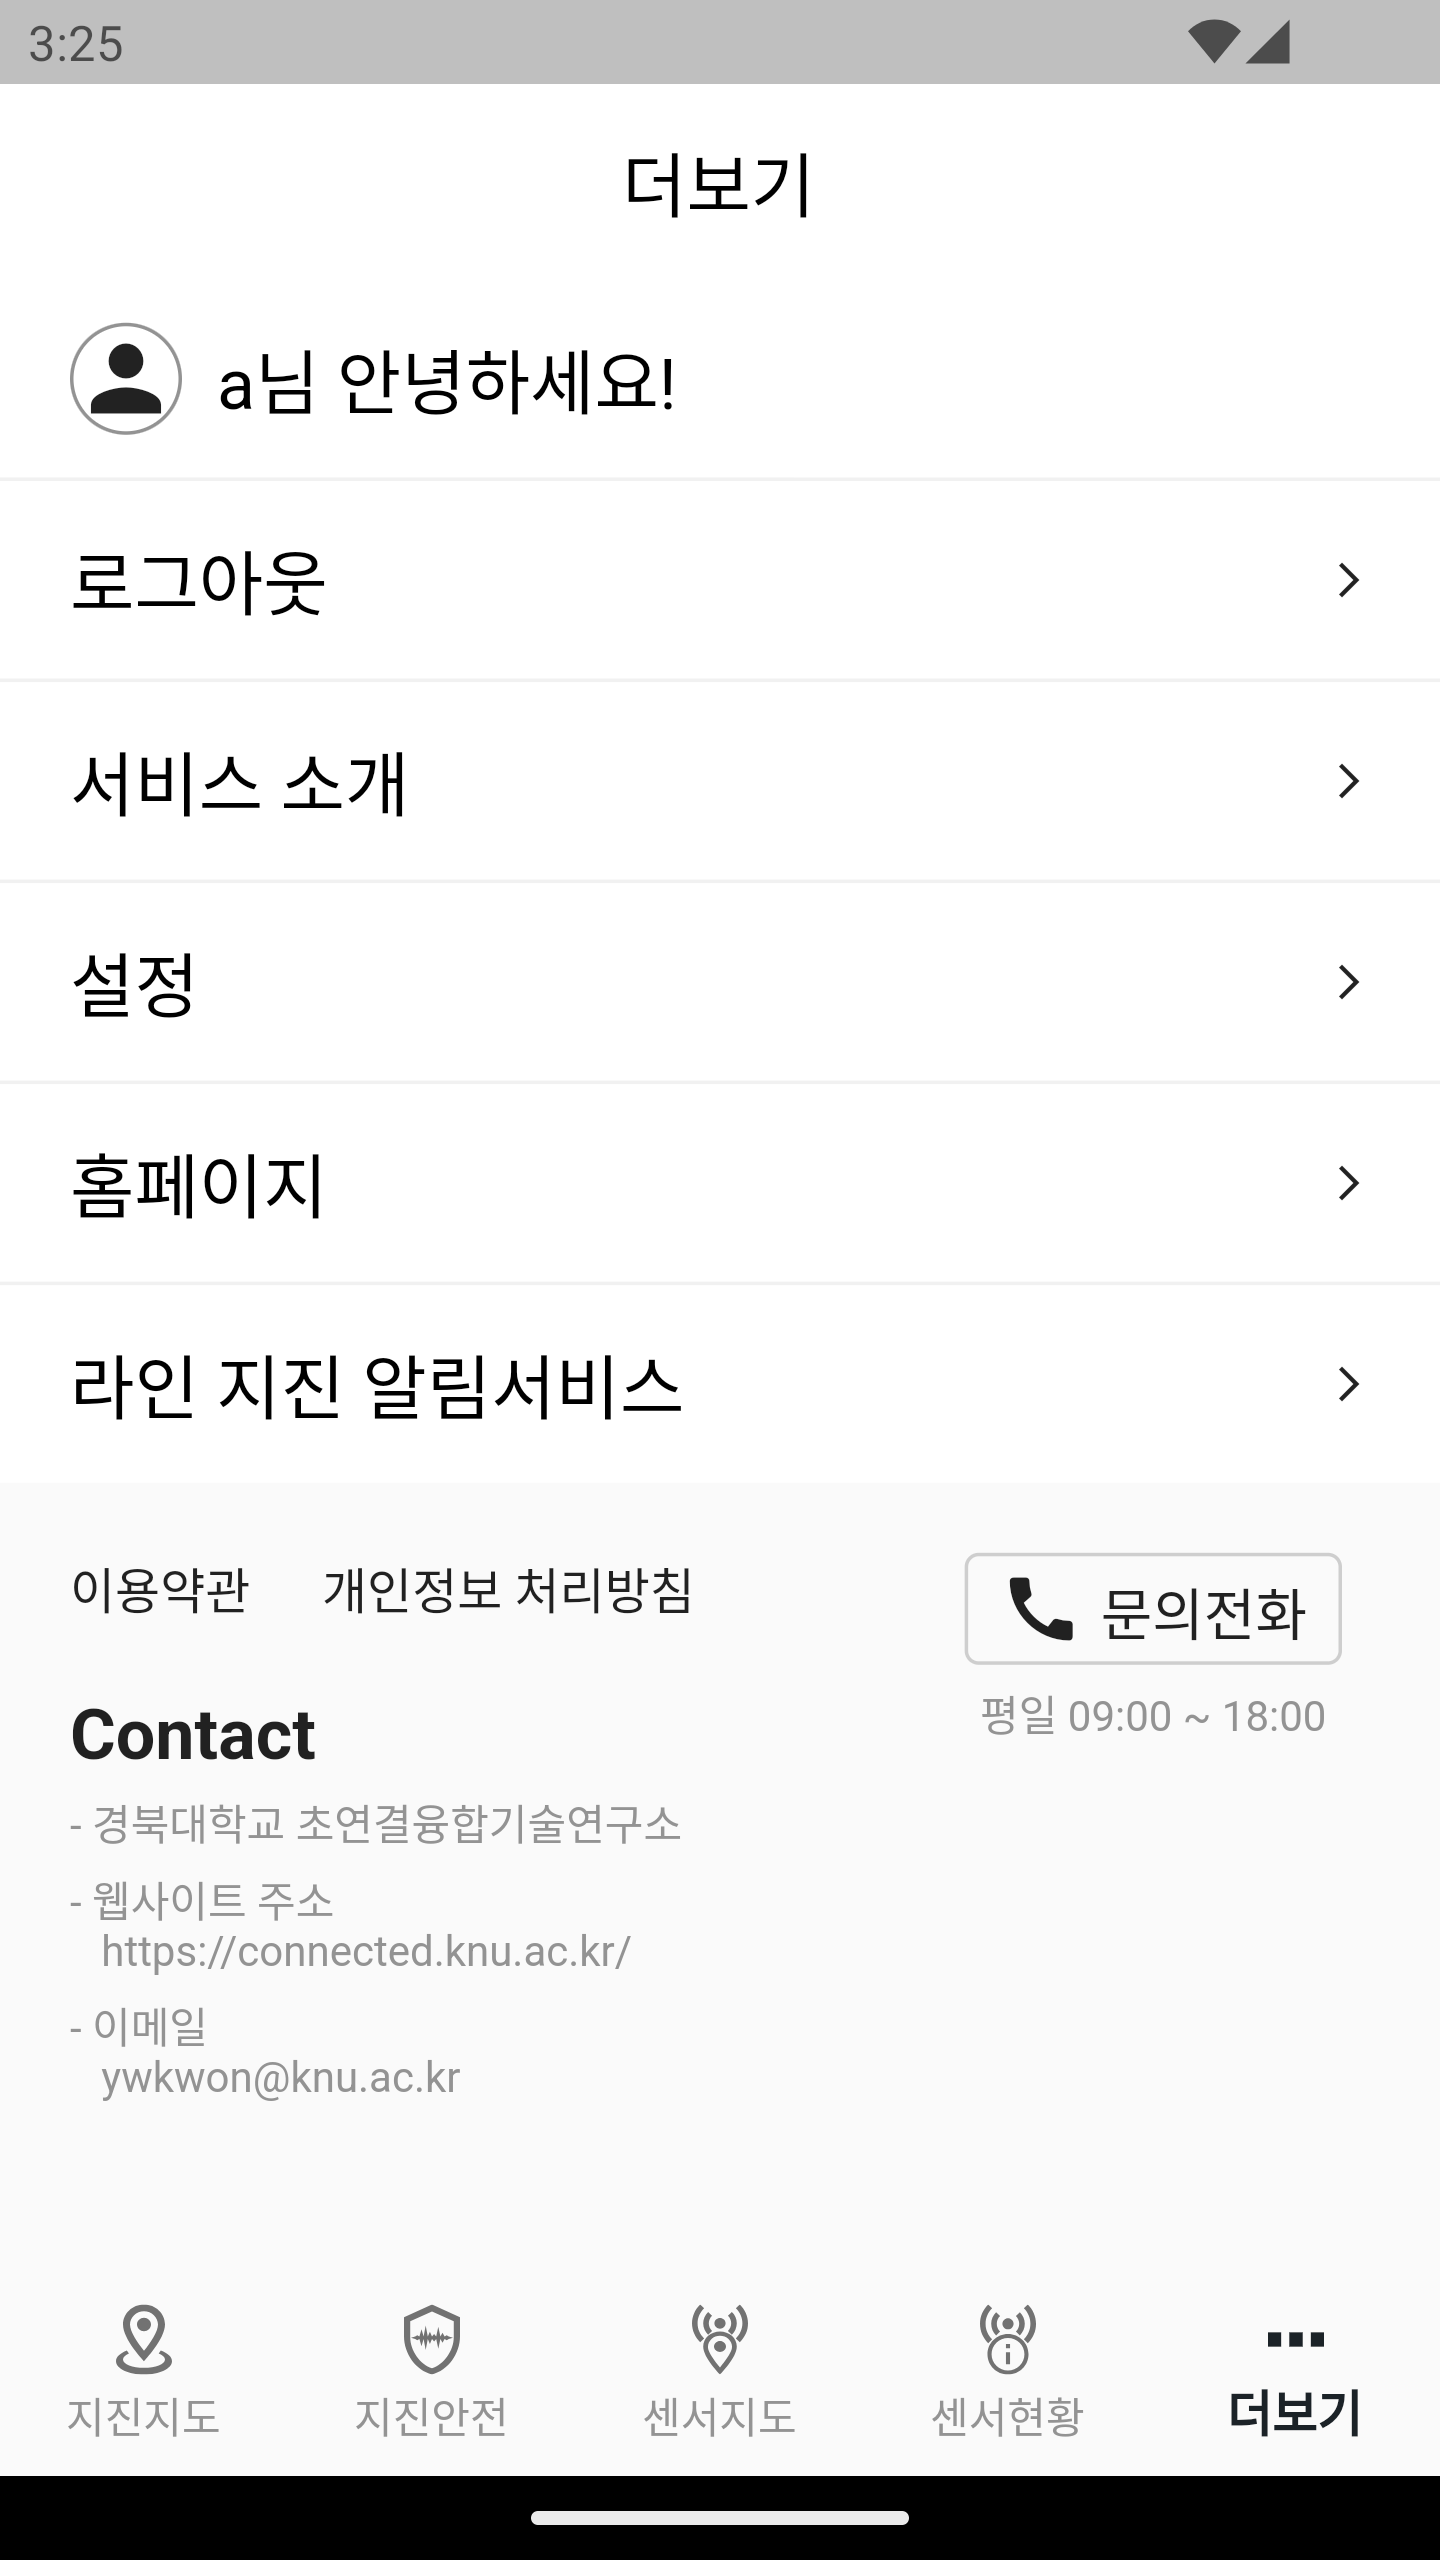 3:25
더보기
a님 안녕하세요!
로그아웃
서비스 소개
설정
홈페이지
라인 지진 알림서비스
이용약관
개인정보 처리방침
문의전화
평일 09:00 ~ 18:00
Contact
- 경북대학교 초연결융합기술연구소
- 웹사이트 주소
https://connected.knu.ac.kr/
- 이메일
ywkwon@knu.ac.kr
지진지도
지진안전
센서지도
센서현황
더보기